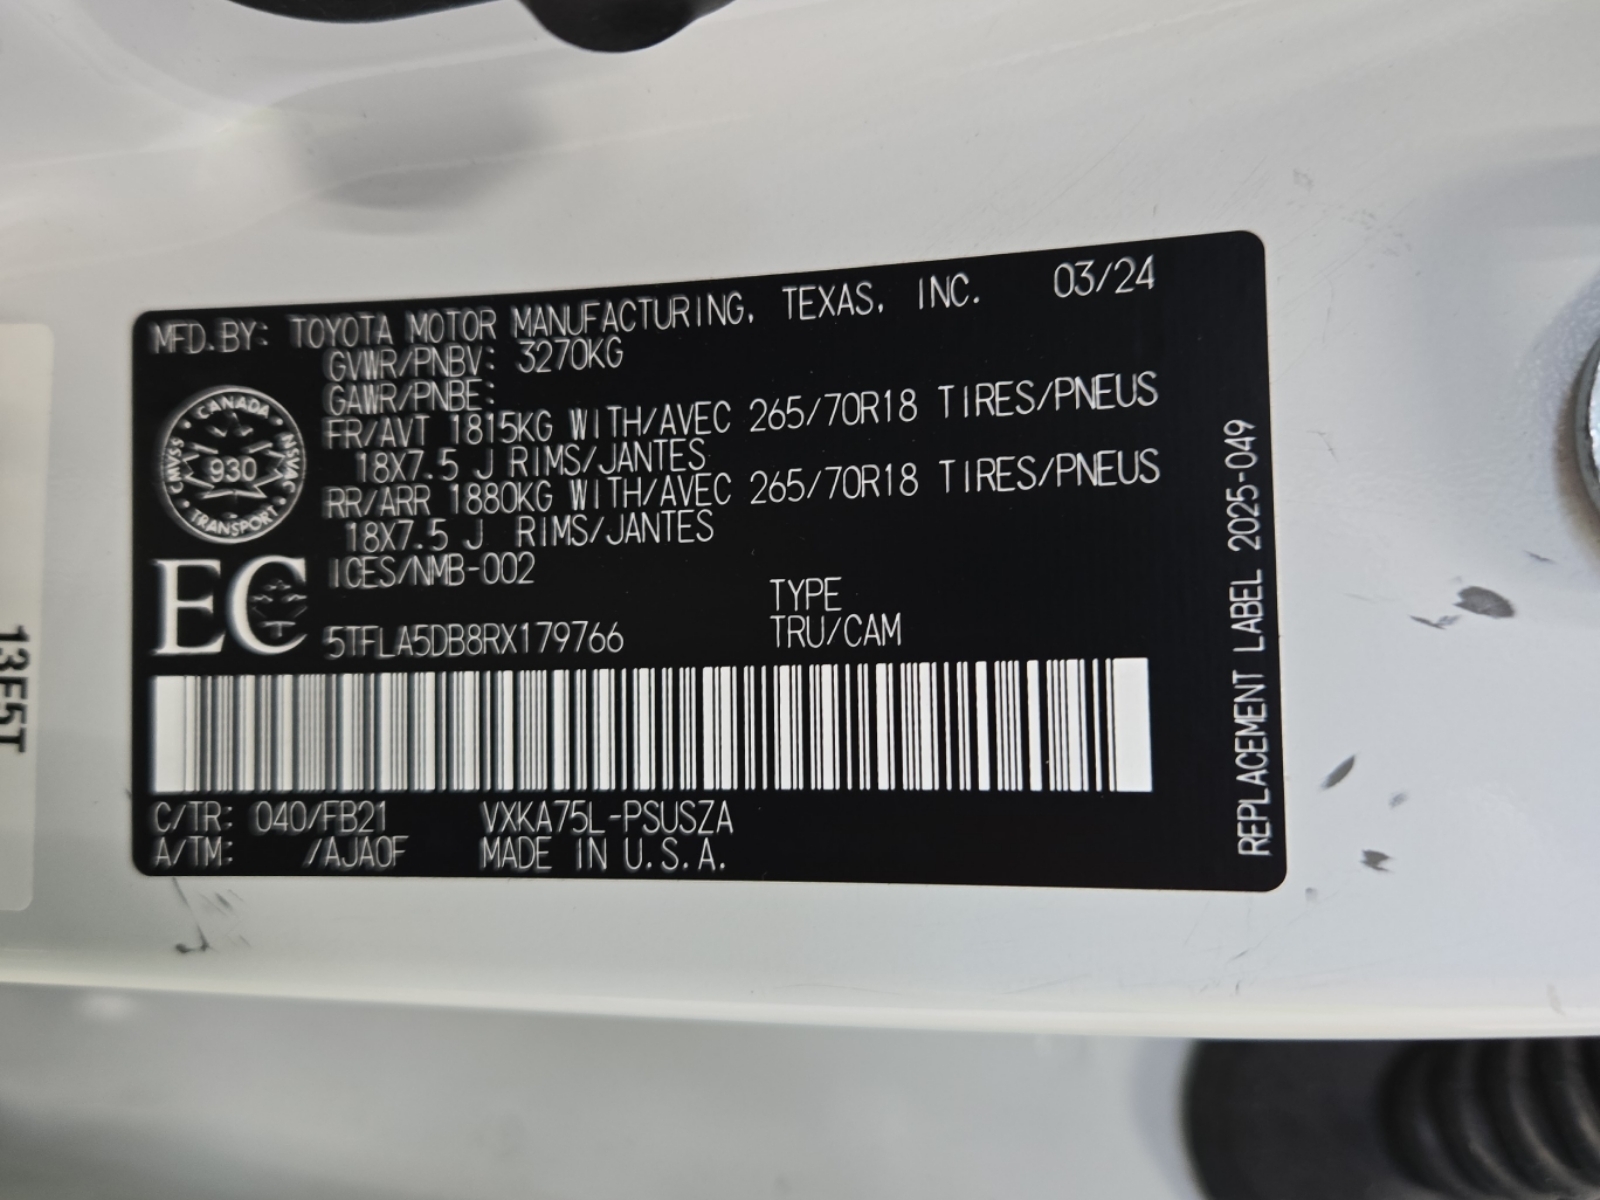 MFD.BY: TOYOTA MOTOR MANUFACTURING, TEXAS, INC. 03/24
GVWR/PNBV: 3270KG
GAWR/PNBE:
FR/AVT 1815KG WITH/AVEC 265/70R18 TIRES/PNEUS
18X7.5 J RIMS/JANTES
RR/ARR 1880KG WITH/AVEC 265/70R18 TIRES/PNEUS
18X7.5 J RIMS/JANTES
ICES/NMB-002
CANADA
CMVSS
930
NSVAC
TRANSPORT
EC
TYPE
5TFLA5DB8RX179766 TRU/CAM
C/TR: 040/FB21 VXKA75L-PSUSZA
A/TM: /AJA0F MADE IN U.S.A.
REPLACEMENT LABEL 2025-049
13E5T